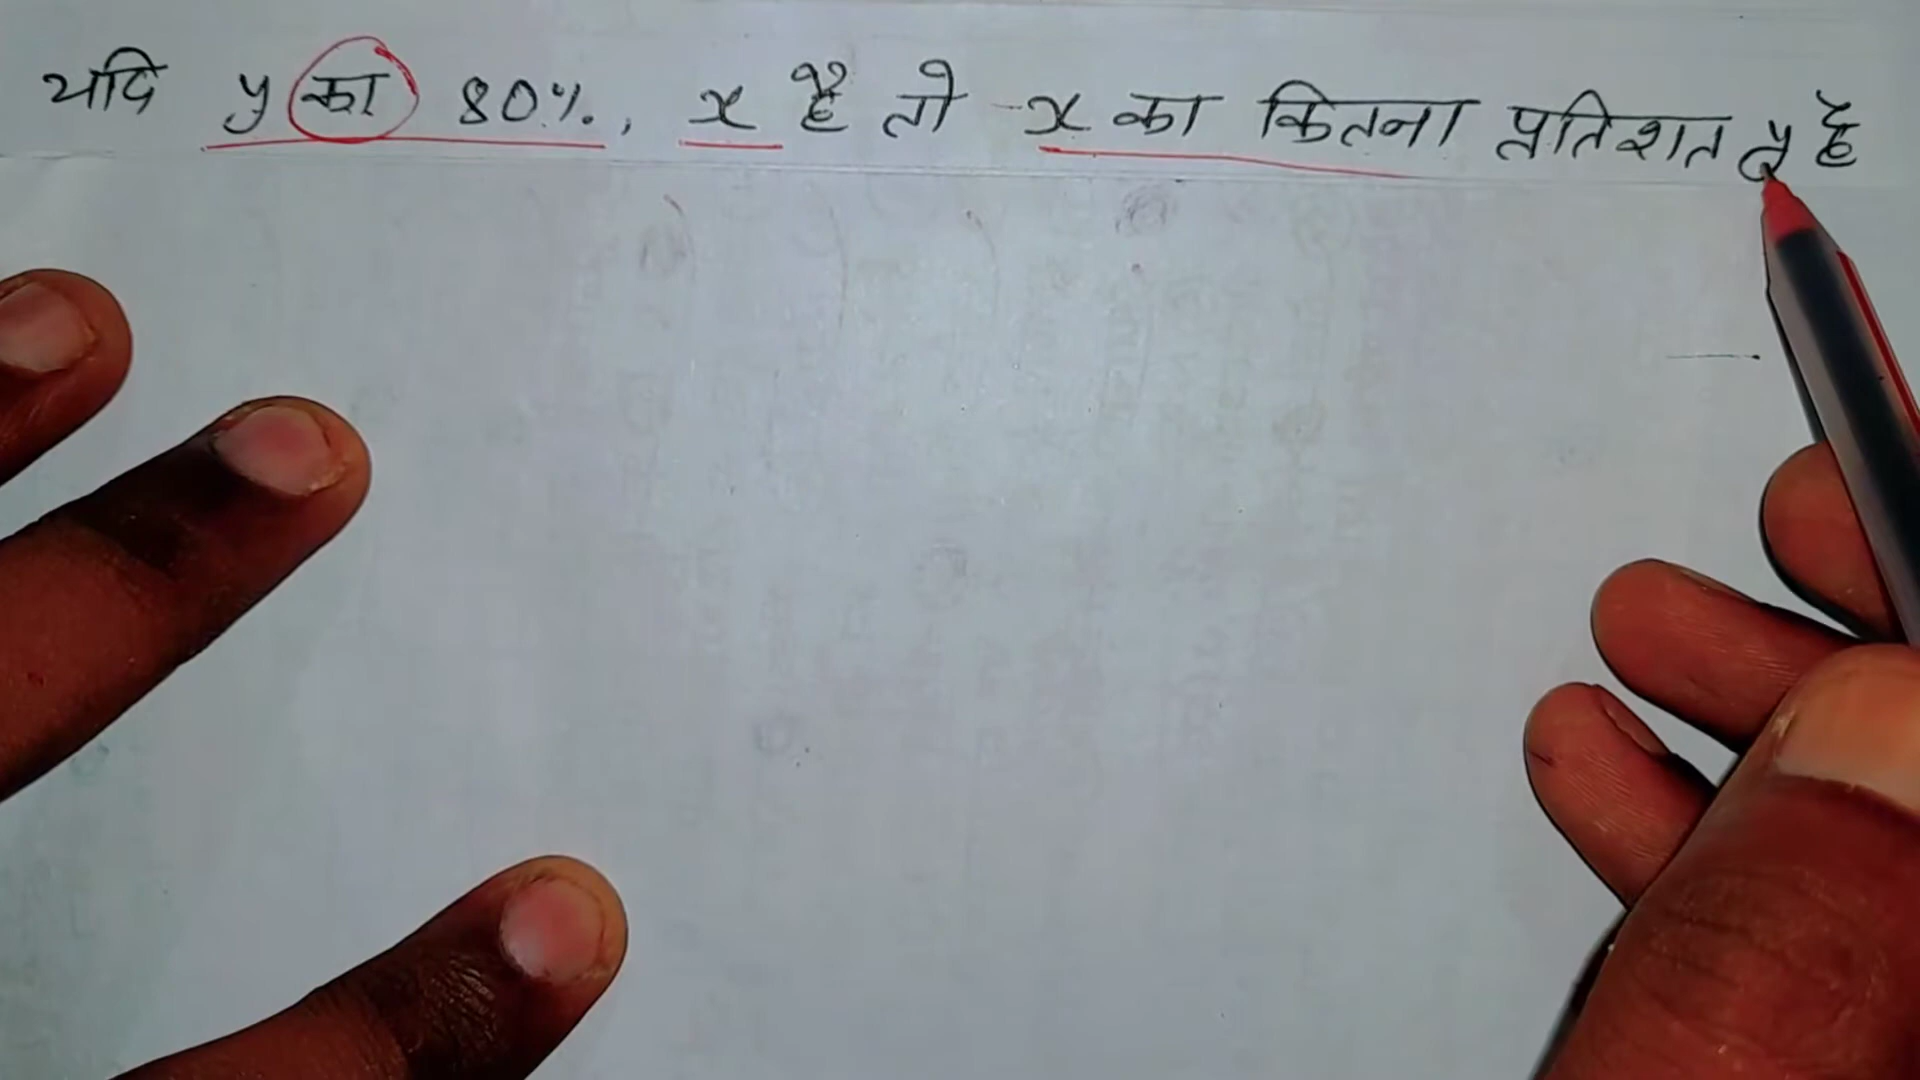 यदि y का 80%, x है तो x का कितना प्रतिशत y है